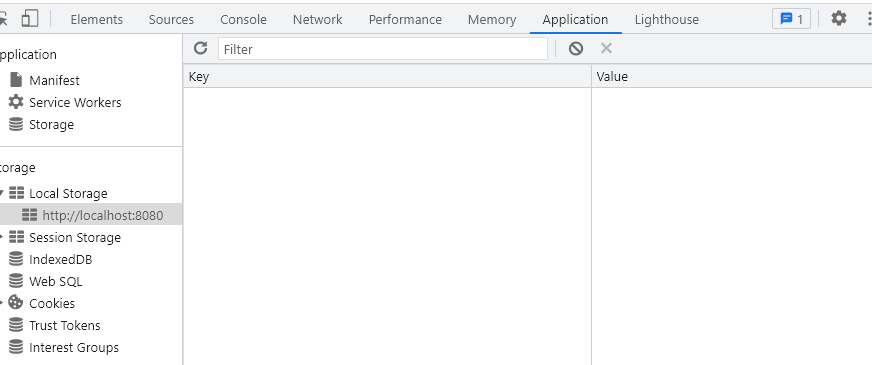 Elements Sources Console Network Performance Memory Application Lighthouse 1
Filter
Key Value
pplication
Manifest
Service Workers
Storage
torage
Local Storage
http://localhost:8080
Session Storage
IndexedDB
Web SQL
Cookies
Trust Tokens
Interest Groups